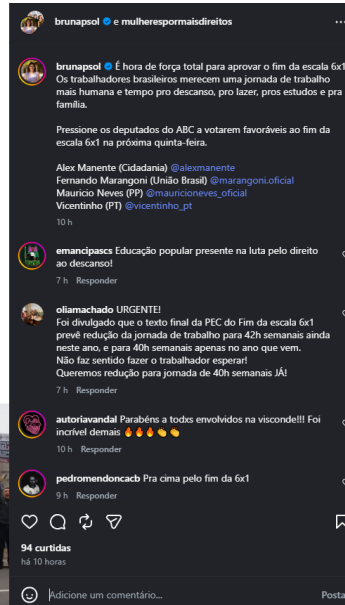 brunapsol e mulherespormaisdireitos
brunapsol É hora de força total para aprovar o fim da escala 6x1
Os trabalhadores brasileiros merecem uma jornada de trabalho
mais humana e tempo pro descanso, pro lazer, pros estudos e pra
família.
Pressione os deputados do ABC a votarem favoráveis ao fim da
escala 6x1 na próxima quinta-feira.
Alex Manente (Cidadania) @alexmanente
Fernando Marangoni (União Brasil) @marangoni.oficial
Mauricio Neves (PP) @mauricioneves_oficial
Vicentinho (PT) @vicentinho_pt
10 h
emancipascs Educação popular presente na luta pelo direito
ao descanso!
7 h Responder
oliamachado URGENTE!
Foi divulgado que o texto final da PEC do Fim da escala 6x1
prevê redução da jornada de trabalho para 42h semanais ainda
neste ano, e para 40h semanais apenas no ano que vem.
Não faz sentido fazer o trabalhador esperar!
Queremos redução para jornada de 40h semanais JÁ!
7 h Responder
autoriavandal Parabéns a todxs envolvidos na visconde!!! Foi
incrível demais 🔥🔥🔥👏👏
10 h Responder
pedromendoncacb Pra cima pelo fim da 6x1
9 h Responder
94 curtidas
há 10 horas
Adicione um comentário... Posta